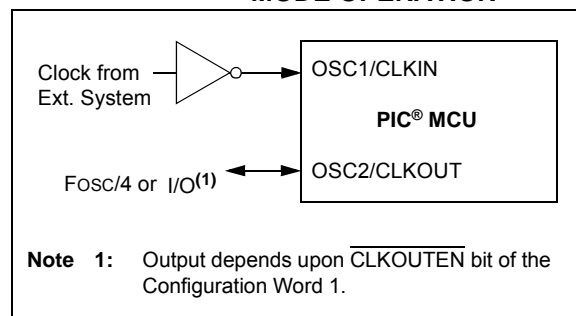 MODE OPERATION
Clock from
Ext. System
OSC1/CLKIN
PIC® MCU
FOSC/4 or I/O(1)
OSC2/CLKOUT
Note 1: Output depends upon CLKOUTEN bit of the
Configuration Word 1.